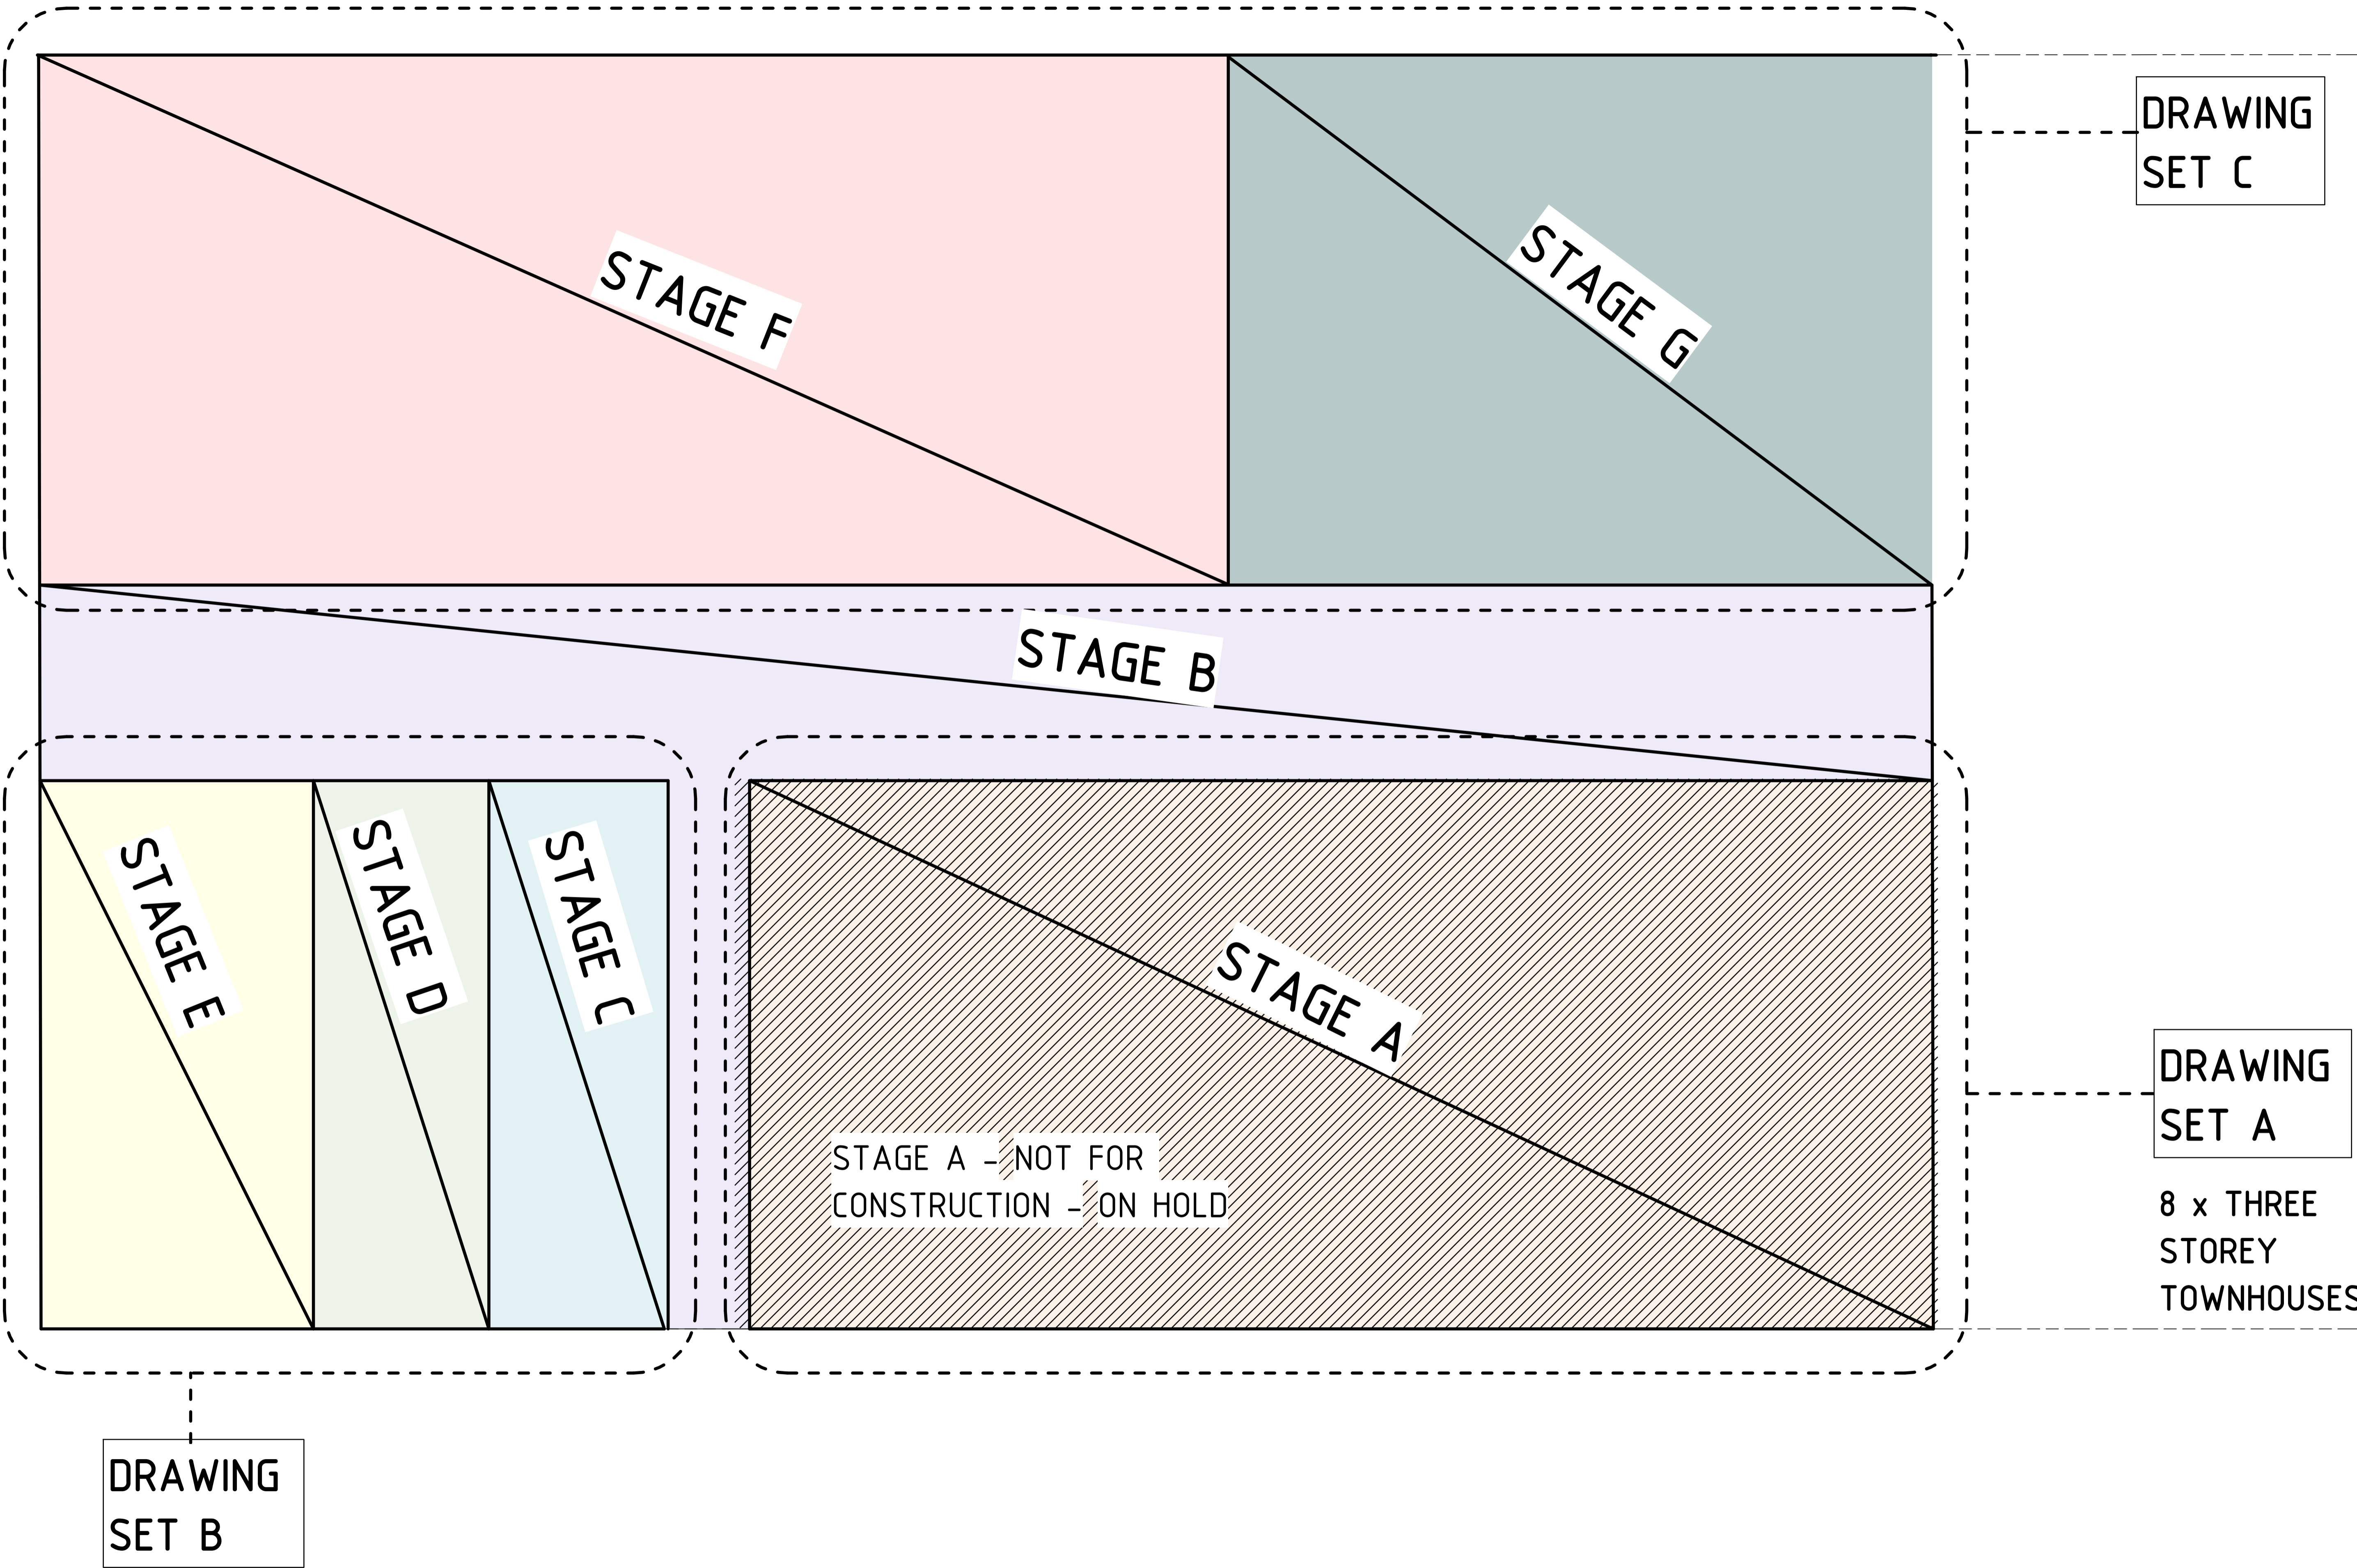 DRAWING
SET C
STAGE F
STAGE G
STAGE B
STAGE E
STAGE D
STAGE C
STAGE A
STAGE A - NOT FOR
CONSTRUCTION - ON HOLD
DRAWING
SET A
8 x THREE
STOREY
TOWNHOUSES
DRAWING
SET B